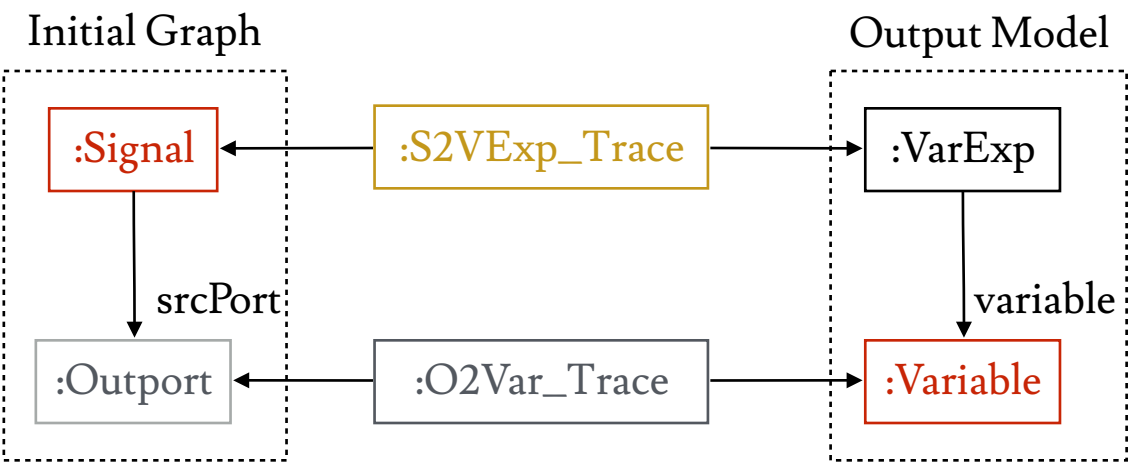 Initial Graph
Output Model
:Signal
:S2VExp_Trace
:VarExp
srcPort
variable
:Outport
:O2Var_Trace
:Variable